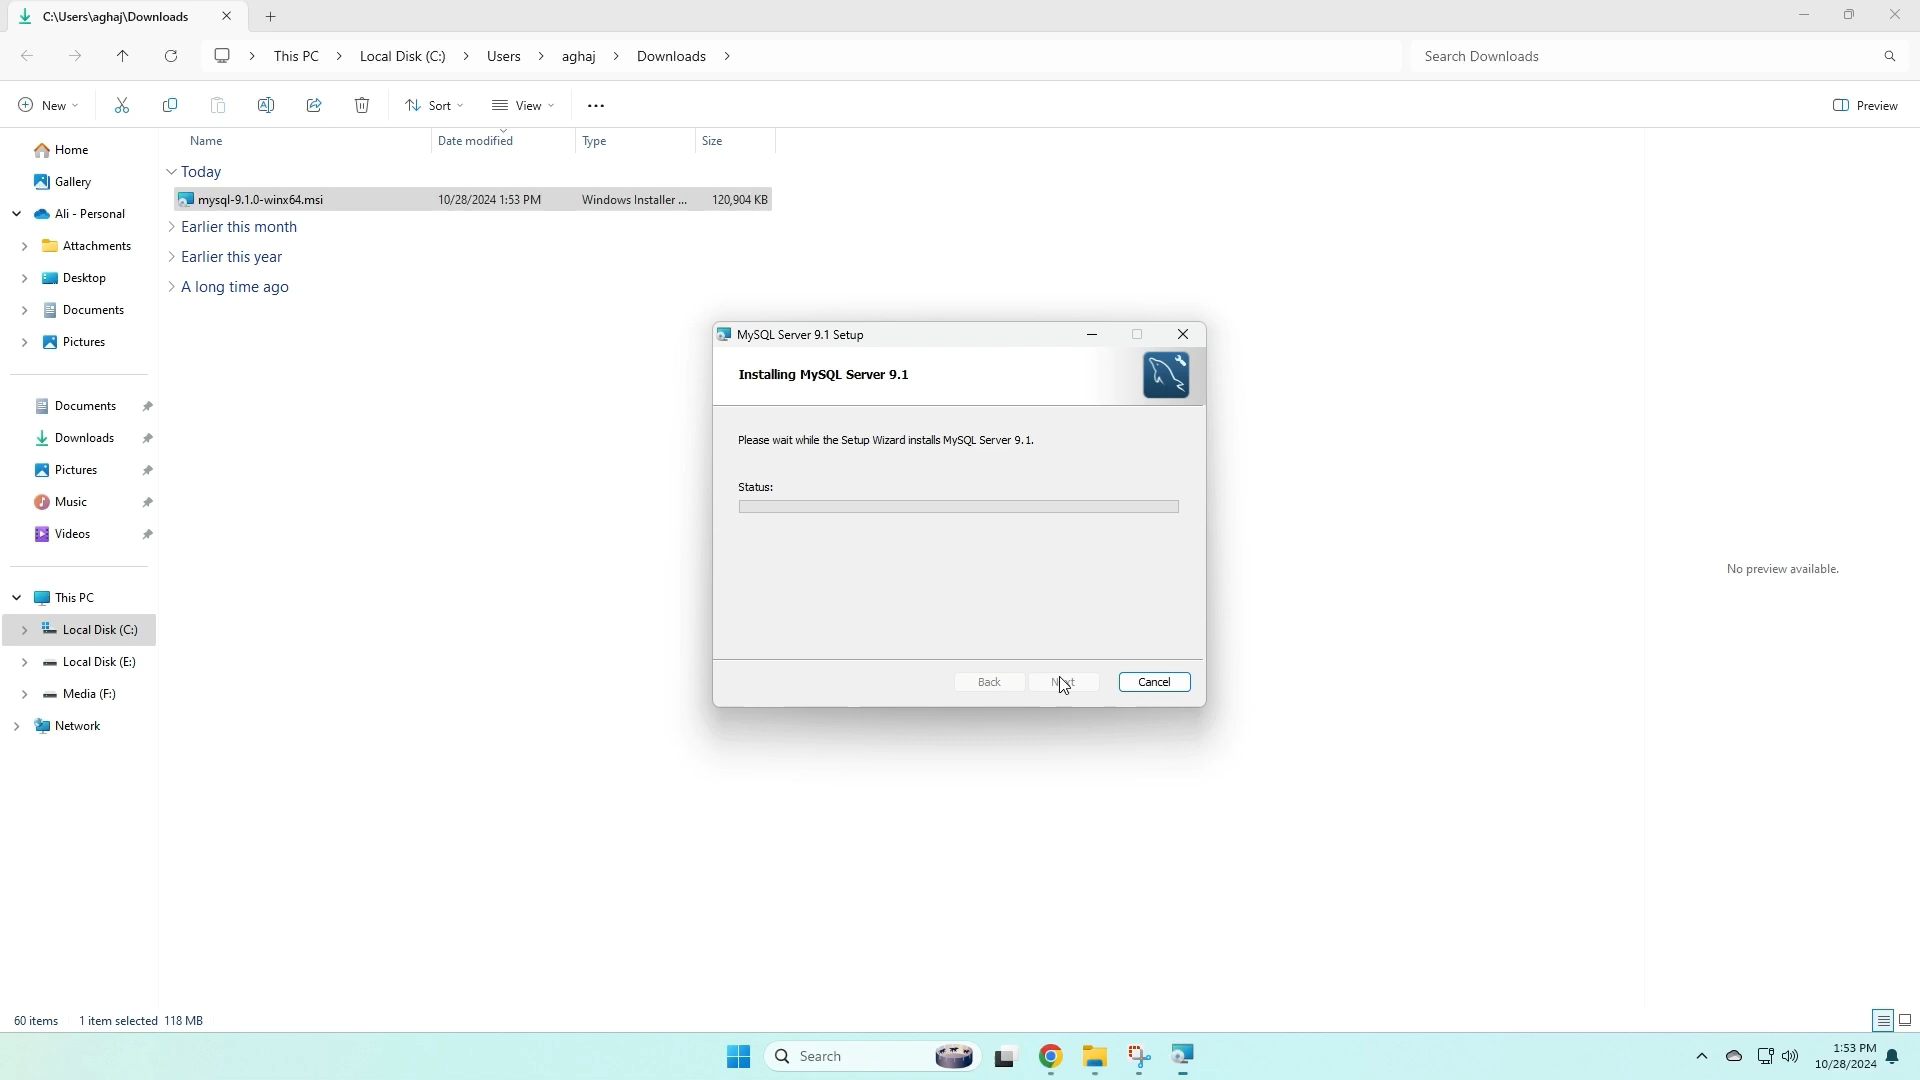 C:\Users\aghaj\Downloads
This PC
Local Disk (C:)
Users
aghaj
Downloads
Search Downloads
New
Sort
View
Preview
Name
Date modified
Type
Size
Home
Gallery
Ali - Personal
Attachments
Desktop
Documents
Pictures
Documents
Downloads
Pictures
Music
Videos
This PC
Local Disk (C:)
Local Disk (E:)
Media (F:)
Network
Today
mysql-9.1.0-winx64.msi 10/28/2024 1:53 PM Windows Installer ... 120,904 KB
Earlier this month
Earlier this year
A long time ago
MySQL Server 9.1 Setup
Installing MySQL Server 9.1
Please wait while the Setup Wizard installs MySQL Server 9.1.
Status:
Back
Next
Cancel
No preview available.
60 items 1 item selected 118 MB
Search
1:53 PM
10/28/2024